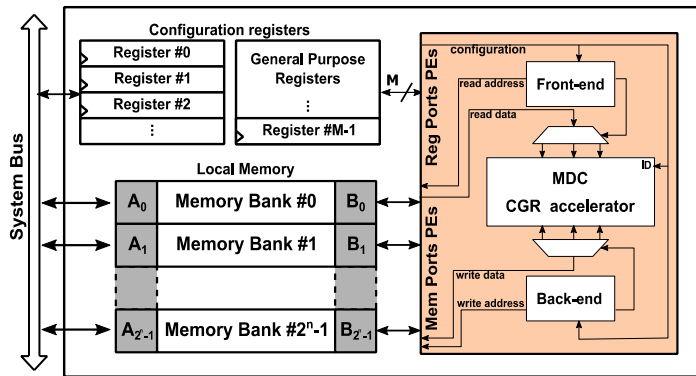 System Bus
Configuration registers
Register #0
Register #1
Register #2
⋮
General Purpose
Registers
⋮
Register #M-1
M
Local Memory
A0 Memory Bank #0 B0
A1 Memory Bank #1 B1
A2ⁿ-1 Memory Bank #2ⁿ-1 B2ⁿ-1
Reg Ports PEs
Mem Ports PEs
configuration
read address
Front-end
read data
ID
MDC
CGR accelerator
write data
write address
Back-end